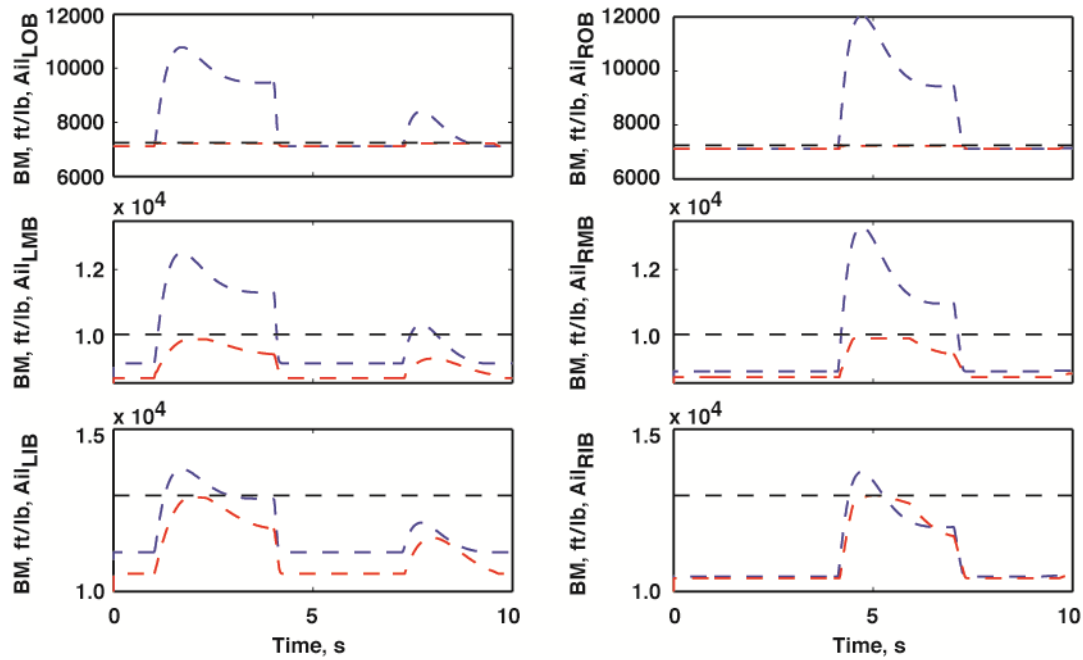 BM, ft/lb, Ail_LOB
12000
10000
8000
6000
BM, ft/lb, Ail_ROB
12000
10000
8000
6000
BM, ft/lb, Ail_LMB
x 10^4
1.2
1.0
BM, ft/lb, Ail_RMB
x 10^4
1.2
1.0
BM, ft/lb, Ail_LIB
x 10^4
1.5
1.0
0
5
10
Time, s
BM, ft/lb, Ail_RIB
x 10^4
1.5
1.0
0
5
10
Time, s